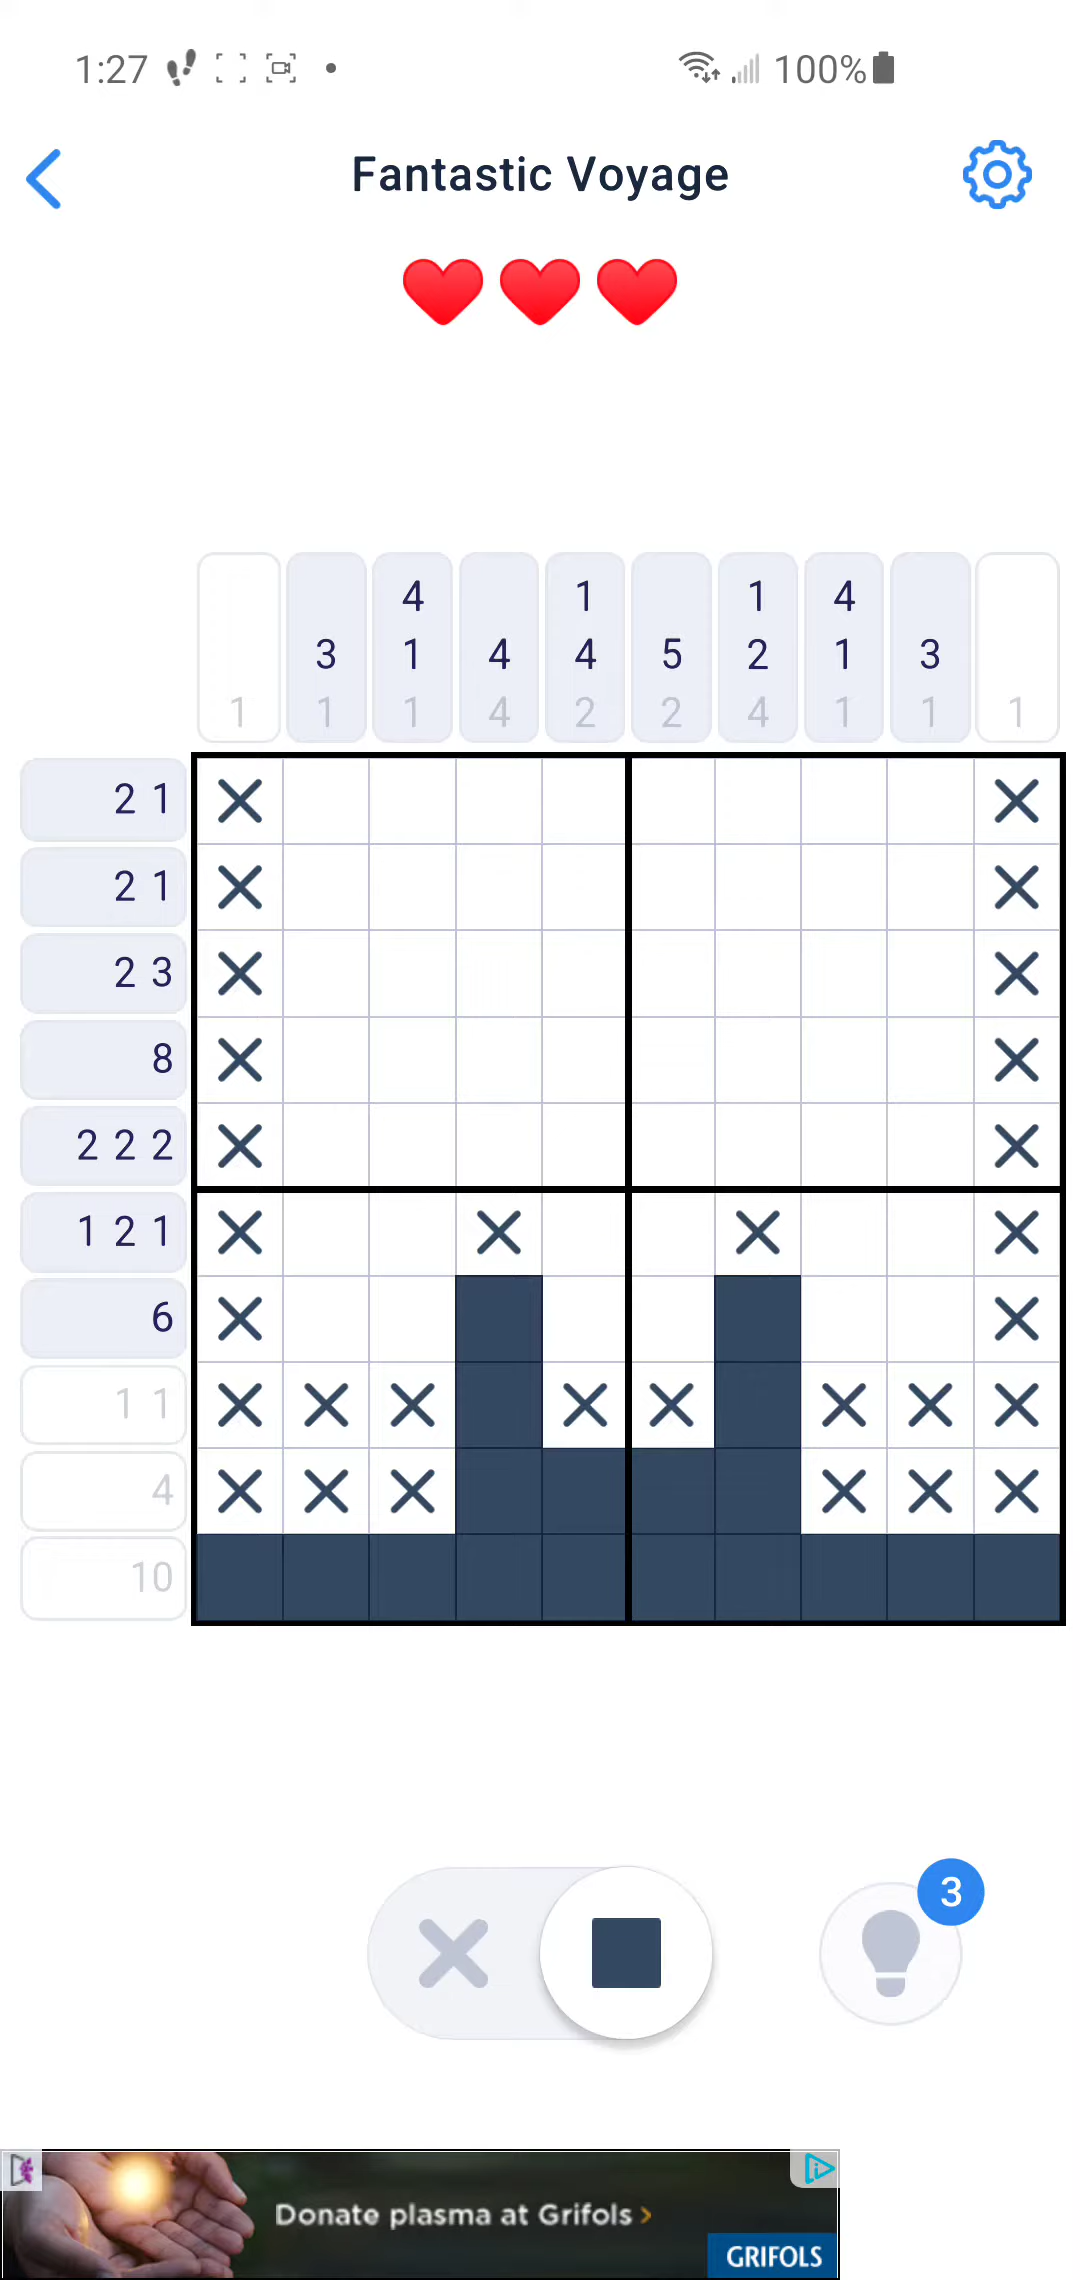 1:27 100%
Fantastic Voyage
4 1 1 4
3 1 4 4 5 2 1 3
1 1 1 4 2 2 4 1 1 1
2 1
2 1
2 3
8
2 2 2
1 2 1
6
1 1
4
10
3
Donate plasma at Grifols >
GRIFOLS